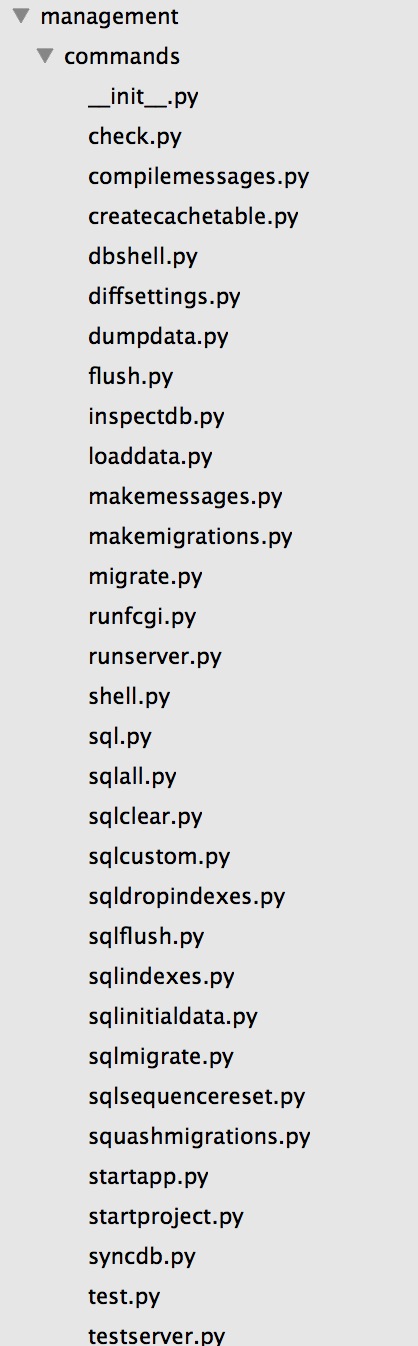 management
commands
__init__.py
check.py
compilemessages.py
createcachetable.py
dbshell.py
diffsettings.py
dumpdata.py
flush.py
inspectdb.py
loaddata.py
makemessages.py
makemigrations.py
migrate.py
runfcgi.py
runserver.py
shell.py
sql.py
sqlall.py
sqlclear.py
sqlcustom.py
sqldropindexes.py
sqlflush.py
sqlindexes.py
sqlinitialdata.py
sqlmigrate.py
sqlsequencereset.py
squashmigrations.py
startapp.py
startproject.py
syncdb.py
test.py
testserver.py